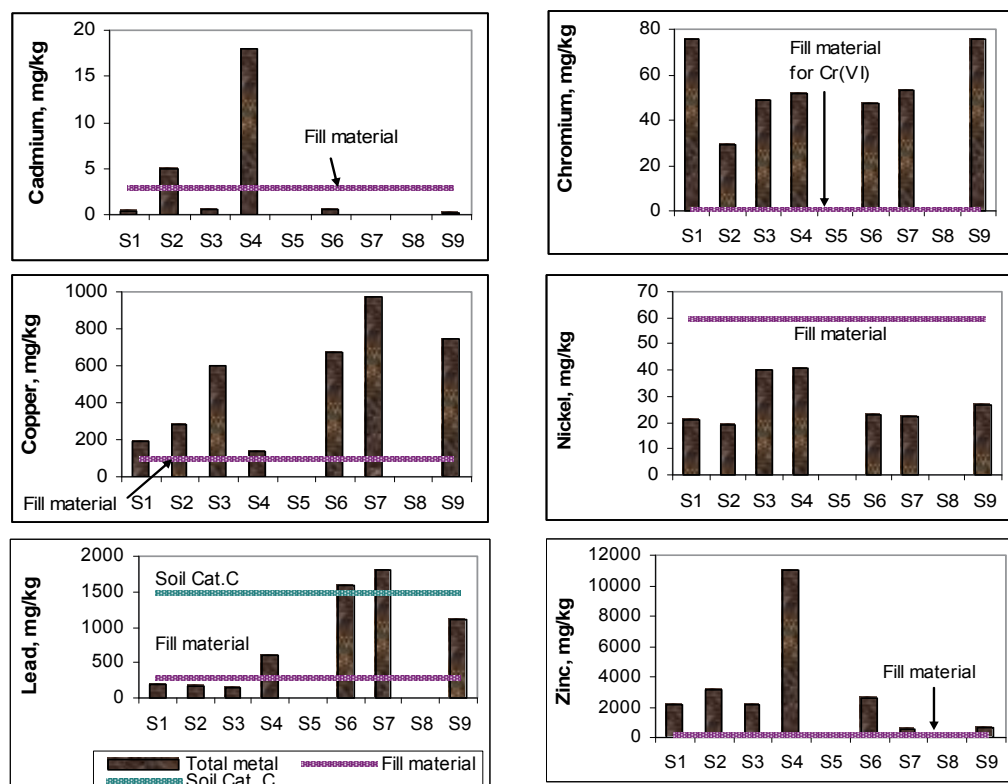 Cadmium, mg/kg
20
15
10
5
0
Fill material
S1 S2 S3 S4 S5 S6 S7 S8 S9
Chromium, mg/kg
80
60
40
20
0
Fill material
for Cr(VI)
S1 S2 S3 S4 S5 S6 S7 S8 S9
Copper, mg/kg
1000
800
600
400
200
0
Fill material
S1 S2 S3 S4 S5 S6 S7 S8 S9
Nickel, mg/kg
70
60
50
40
30
20
10
0
Fill material
S1 S2 S3 S4 S5 S6 S7 S8 S9
Lead, mg/kg
2000
1500
1000
500
0
Soil Cat.C
Fill material
S1 S2 S3 S4 S5 S6 S7 S8 S9
Total metal Fill material
Soil Cat. C
Zinc, mg/kg
12000
10000
8000
6000
4000
2000
0
Fill material
S1 S2 S3 S4 S5 S6 S7 S8 S9